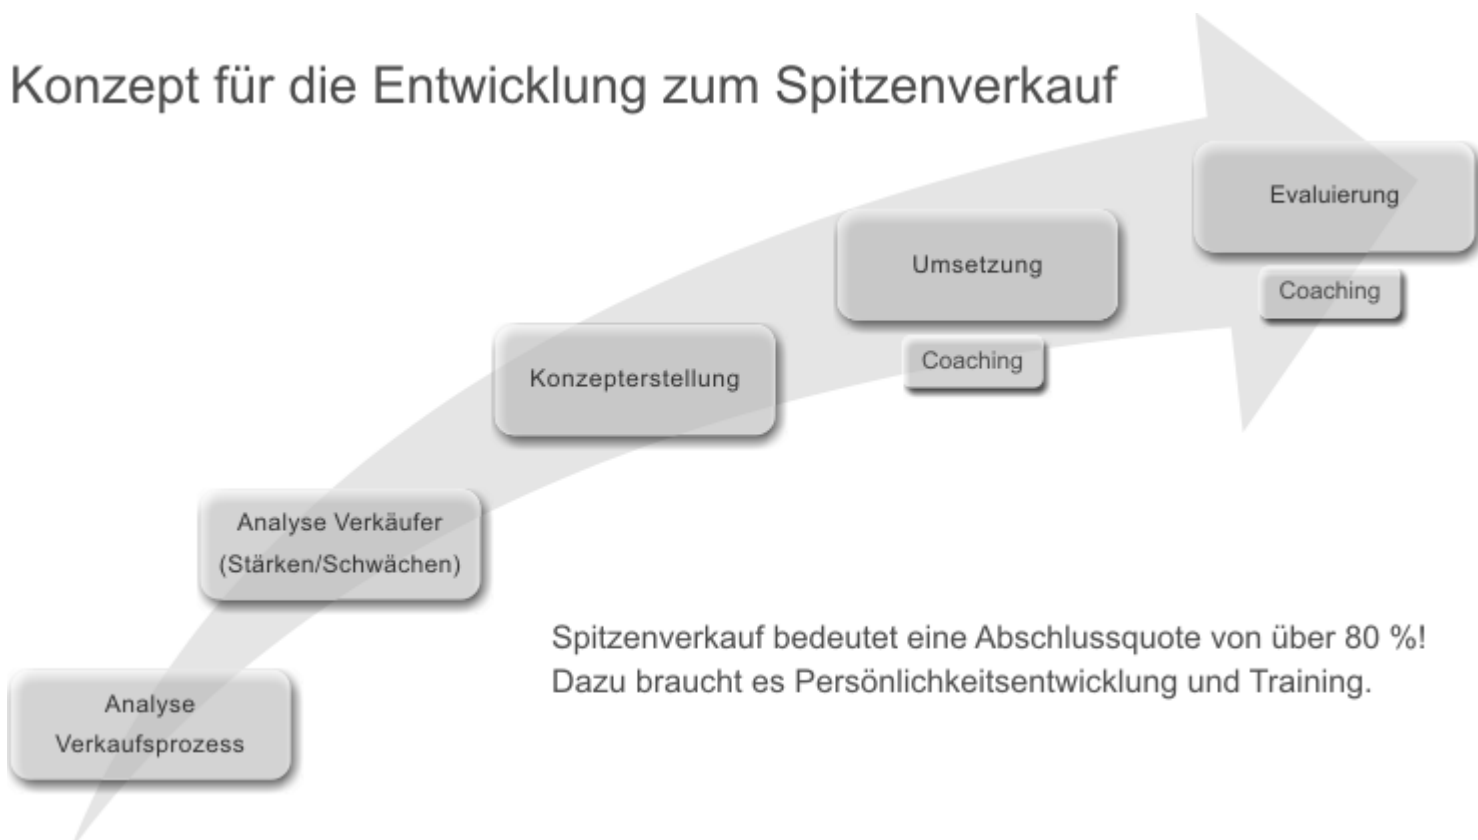 Konzept für die Entwicklung zum Spitzenverkauf
Evaluierung
Coaching
Umsetzung
Coaching
Konzepterstellung
Analyse Verkäufer
(Stärken/Schwächen)
Analyse
Verkaufsprozess
Spitzenverkauf bedeutet eine Abschlussquote von über 80 %!
Dazu braucht es Persönlichkeitsentwicklung und Training.